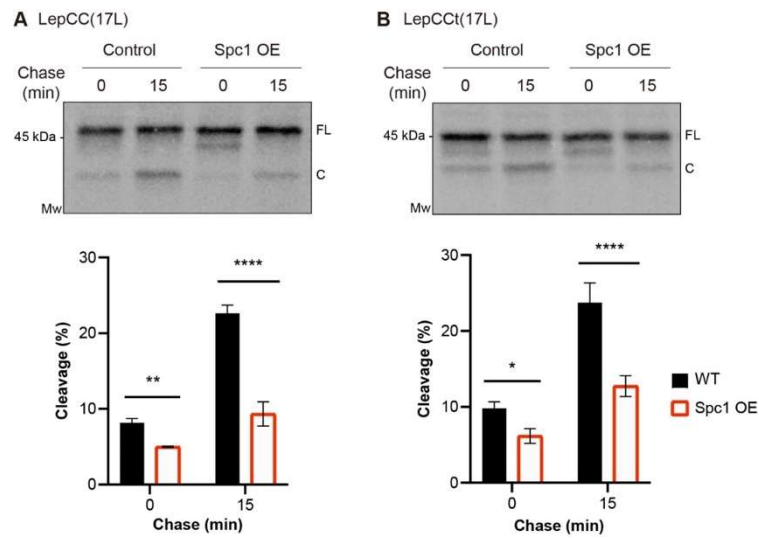 A LepCC(17L)
Control Spc1 OE
Chase (min) 0 15 0 15
45 kDa -
FL
C
Mw
30
20
10
0
Cleavage (%)
**
****
0 15
Chase (min)
B LepCCt(17L)
Control Spc1 OE
Chase (min) 0 15 0 15
45 kDa -
FL
C
Mw
30
20
10
0
Cleavage (%)
*
****
0 15
Chase (min)
WT
Spc1 OE